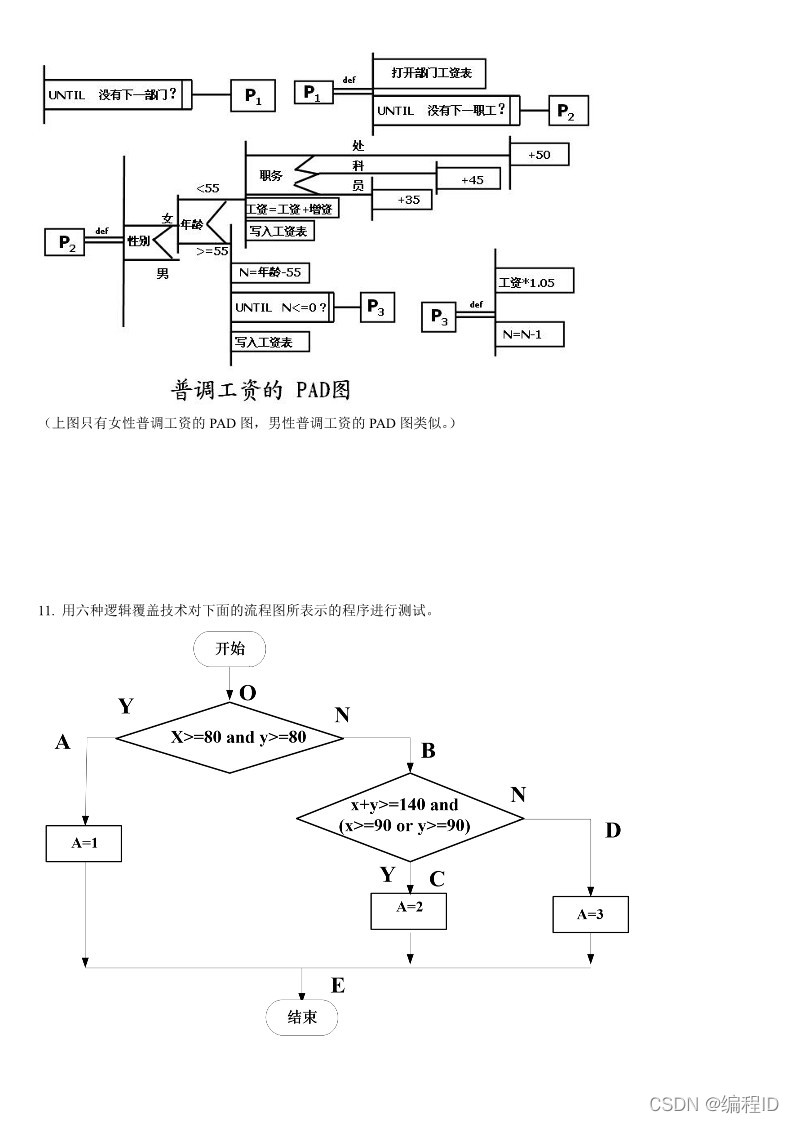 UNTIL 没有下一部门？
P1
P1
def
打开部门工资表
UNTIL 没有下一职工？
P2
P2
def
性别
女
男
年龄
<55
>=55
职务
处
科
员
+50
+45
+35
工资=工资+增资
写入工资表
N=年龄-55
UNTIL N<=0？
P3
写入工资表
P3
def
工资*1.05
N=N-1
普调工资的 PAD图
（上图只有女性普调工资的 PAD 图，男性普调工资的 PAD 图类似。）
11. 用六种逻辑覆盖技术对下面的流程图所表示的程序进行测试。
开始
O
Y
X>=80 and y>=80
N
A
B
x+y>=140 and
(x>=90 or y>=90)
N
D
A=1
Y
C
A=2
A=3
E
结束
CSDN @编程ID